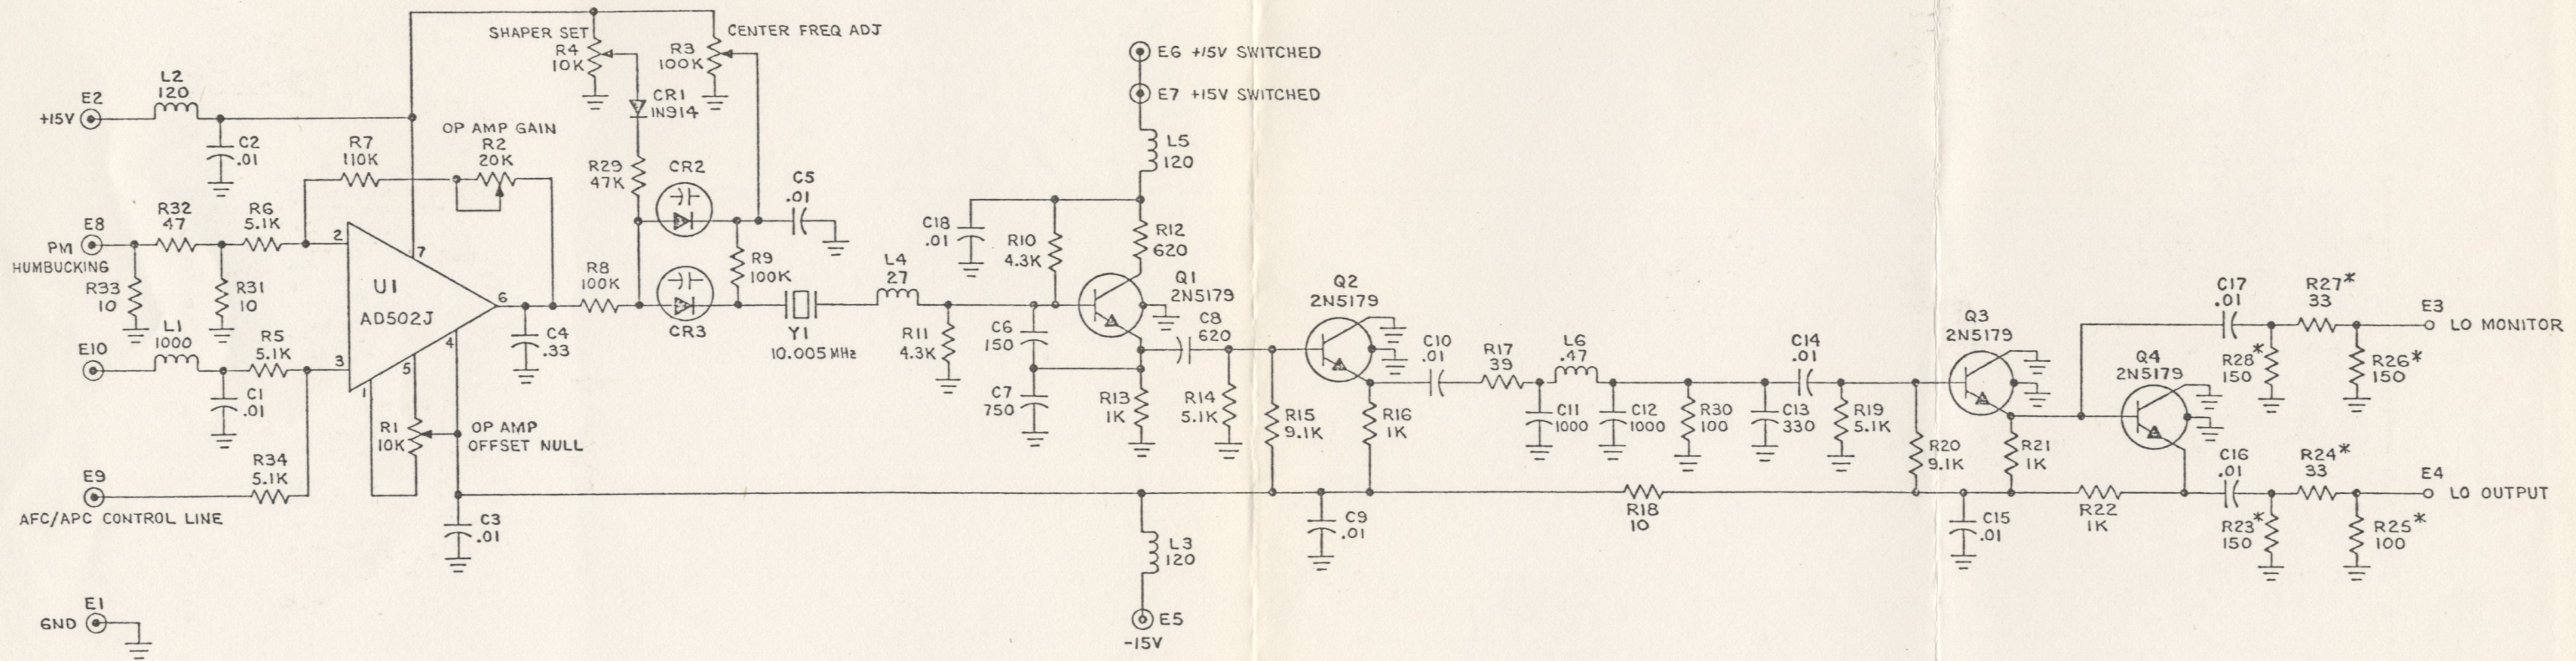 SHAPER SET
R4
10K
R3
100K
CENTER FREQ ADJ
E6 +15V SWITCHED
E7 +15V SWITCHED
L2
120
E2
+15V
CR1
1N914
C2
.01
OP AMP GAIN
R7
110K
R2
20K
R29
47K
CR2
C5
.01
L5
120
E8
PM
HUMBUCKING
R32
47
R6
5.1K
2
7
R33
10
R31
10
U1
AD502J
6
R8
100K
R9
100K
CR3
Y1
10.005 MHz
L4
27
C18
.01
R10
4.3K
R12
620
Q1
2N5179
R11
4.3K
C6
150
C8
620
Q2
2N5179
C4
.33
L1
1000
E10
R5
5.1K
3
4
5
1
C1
.01
C7
750
R13
1K
R14
5.1K
R15
9.1K
R16
1K
C10
.01
R17
39
L6
.47
C11
1000
C12
1000
R30
100
C13
330
C14
.01
R19
5.1K
Q3
2N5179
R20
9.1K
R21
1K
Q4
2N5179
C17
.01
R27*
33
E3
LO MONITOR
R28*
150
R26*
150
R1
10K
OP AMP
OFFSET NULL
R34
5.1K
E9
AFC/APC CONTROL LINE
C3
.01
L3
120
C9
.01
R18
10
C15
.01
R22
1K
C16
.01
R24*
33
E4
LO OUTPUT
R23*
150
R25*
100
E1
GND
E5
-15V